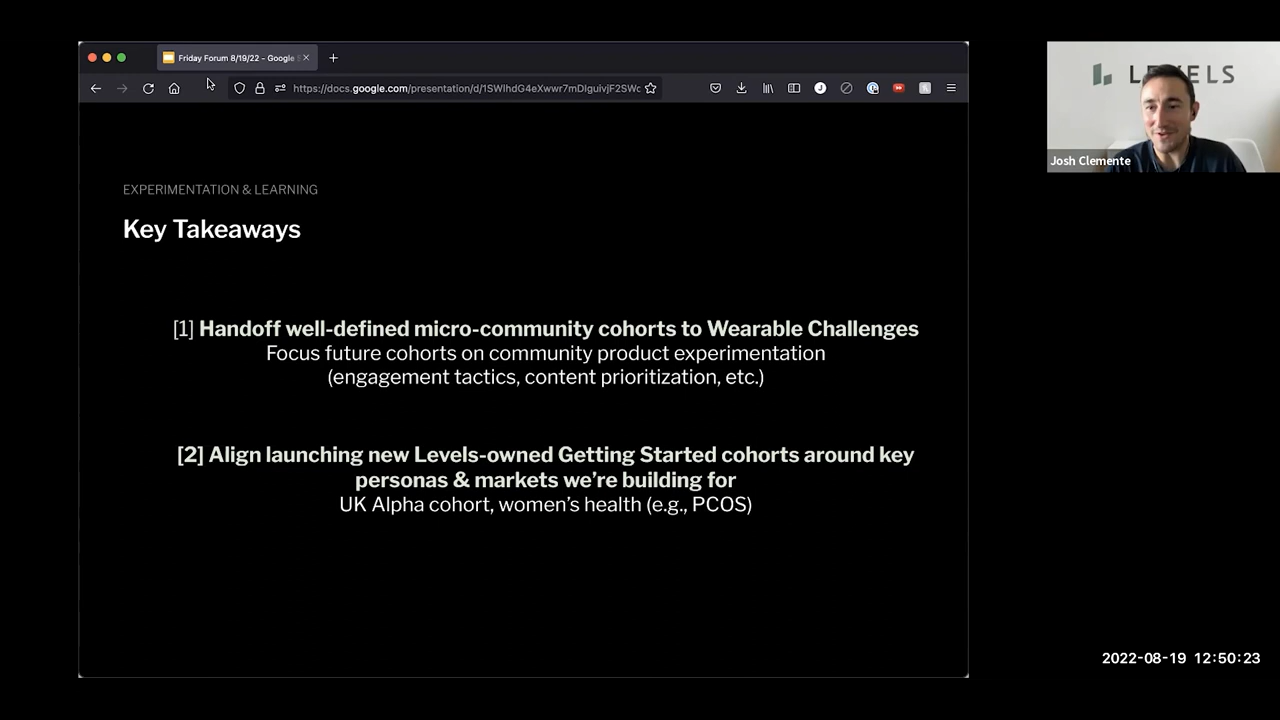 Friday Forum 8/19/22 - Google S
https://docs.google.com/presentation/d/1SWlhdG4eXwwr7mDlguivjF2SWc
LEVELS
Josh Clemente
EXPERIMENTATION & LEARNING
Key Takeaways
[1] Handoff well-defined micro-community cohorts to Wearable Challenges
Focus future cohorts on community product experimentation
(engagement tactics, content prioritization, etc.)
[2] Align launching new Levels-owned Getting Started cohorts around key
personas & markets we’re building for
UK Alpha cohort, women’s health (e.g., PCOS)
2022-08-19 12:50:23